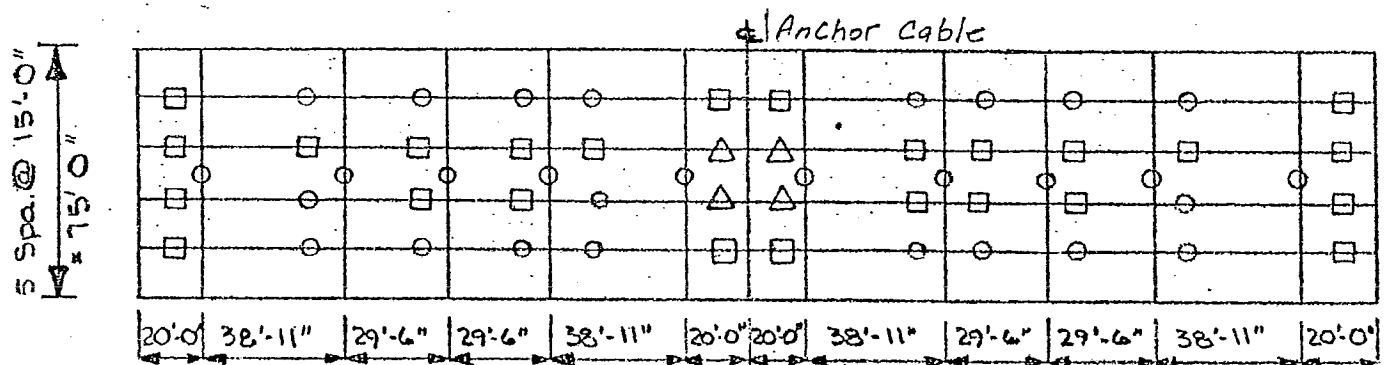 ℄ Anchor Cable
5 Spa. @ 15'-0"
= 75'0"
20'-0" 38'-11" 29'-6" 29'-6" 38'-11" 20'-0" 20'-0" 38'-11" 29'-6" 29'-6" 38'-11" 20'-0"